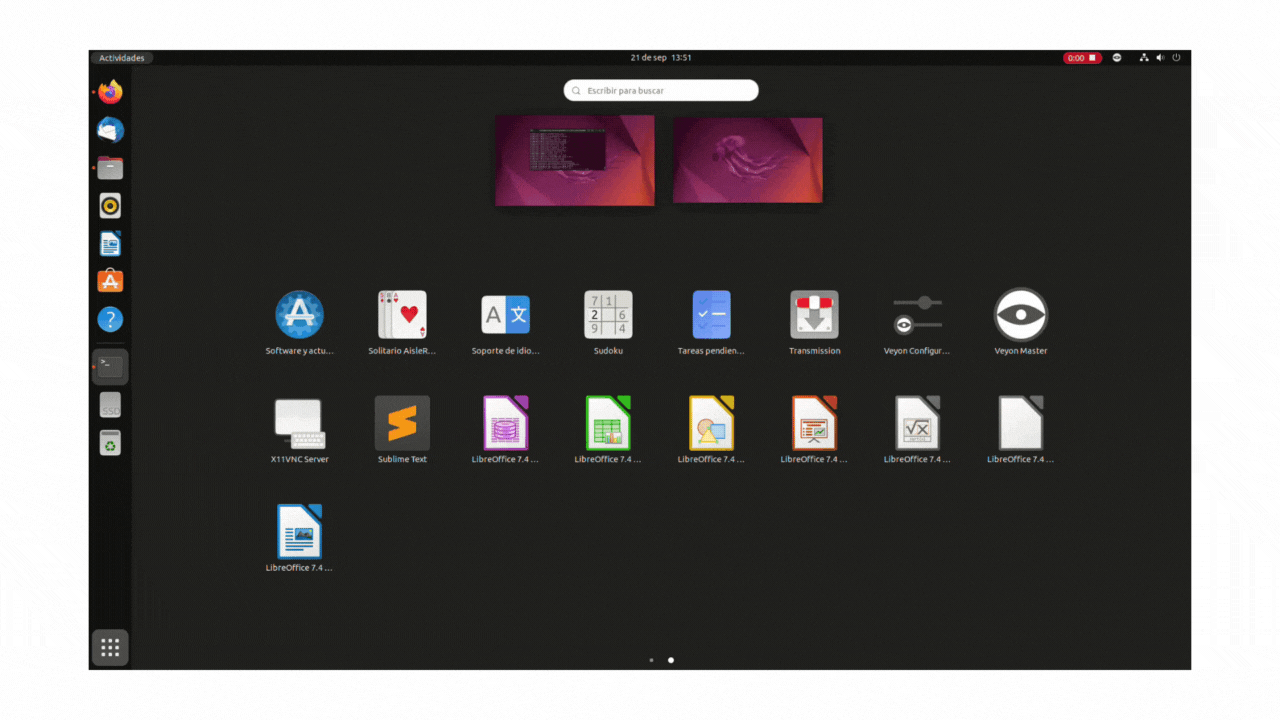 Actividades
21 de sep 13:51
0:00
Escribir para buscar
Software y actu...
Solitario AisleR...
Soporte de idio...
Sudoku
Tareas pendien...
Transmission
Veyon Configur...
Veyon Master
X11VNC Server
Sublime Text
LibreOffice 7.4 ...
LibreOffice 7.4 ...
LibreOffice 7.4 ...
LibreOffice 7.4 ...
LibreOffice 7.4 ...
LibreOffice 7.4 ...
LibreOffice 7.4 ...
SSD